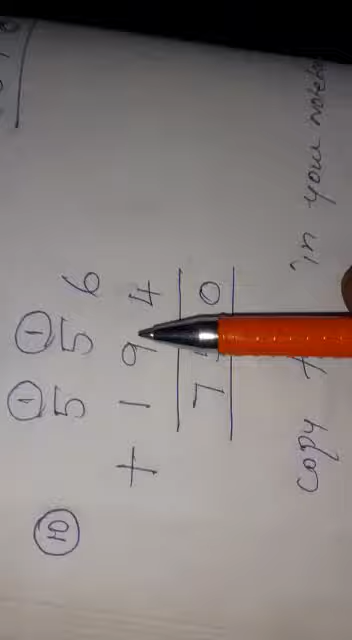 ① ①
⑩ 5 5 6
+ 1 9 4
7 0
copy in your